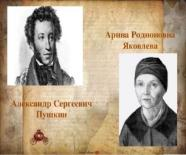 Арина Родионовна
Яковлева
Александр Сергеевич
Пушкин